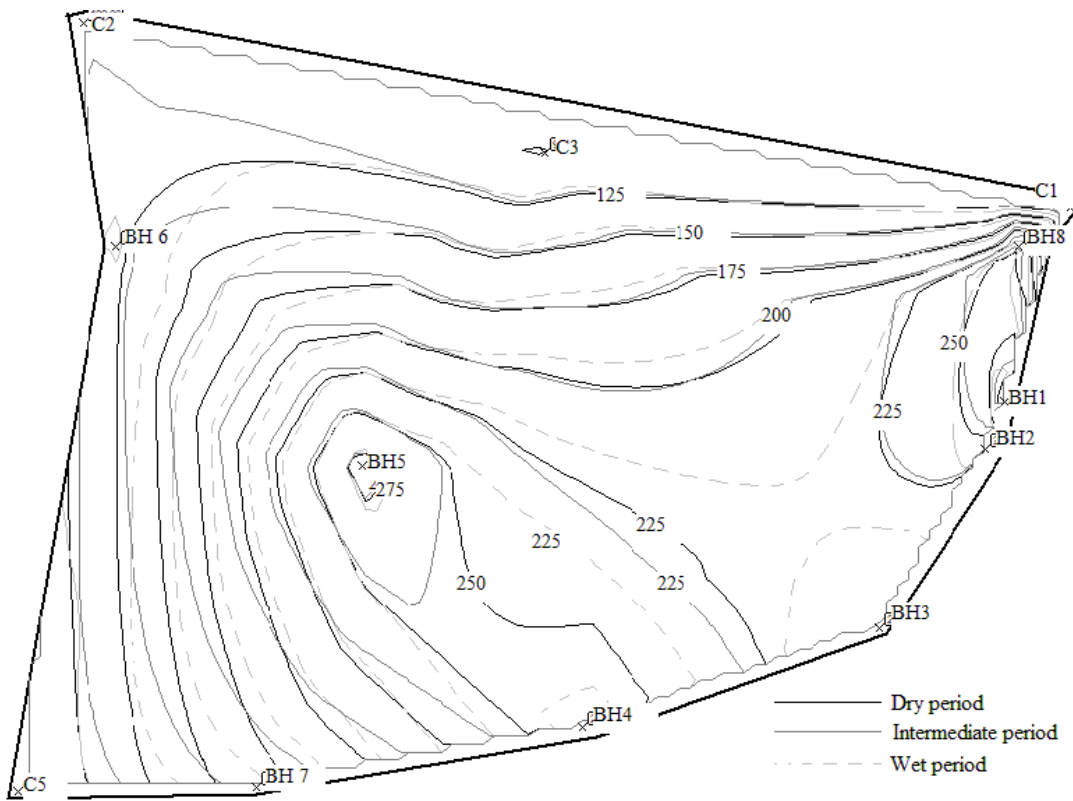 C2
C3
C1
125
BH 6
150
BH8
175
200
250
BH1
225
BH2
BH5
275
225
225
250
225
BH3
BH4
Dry period
Intermediate period
Wet period
BH 7
C5